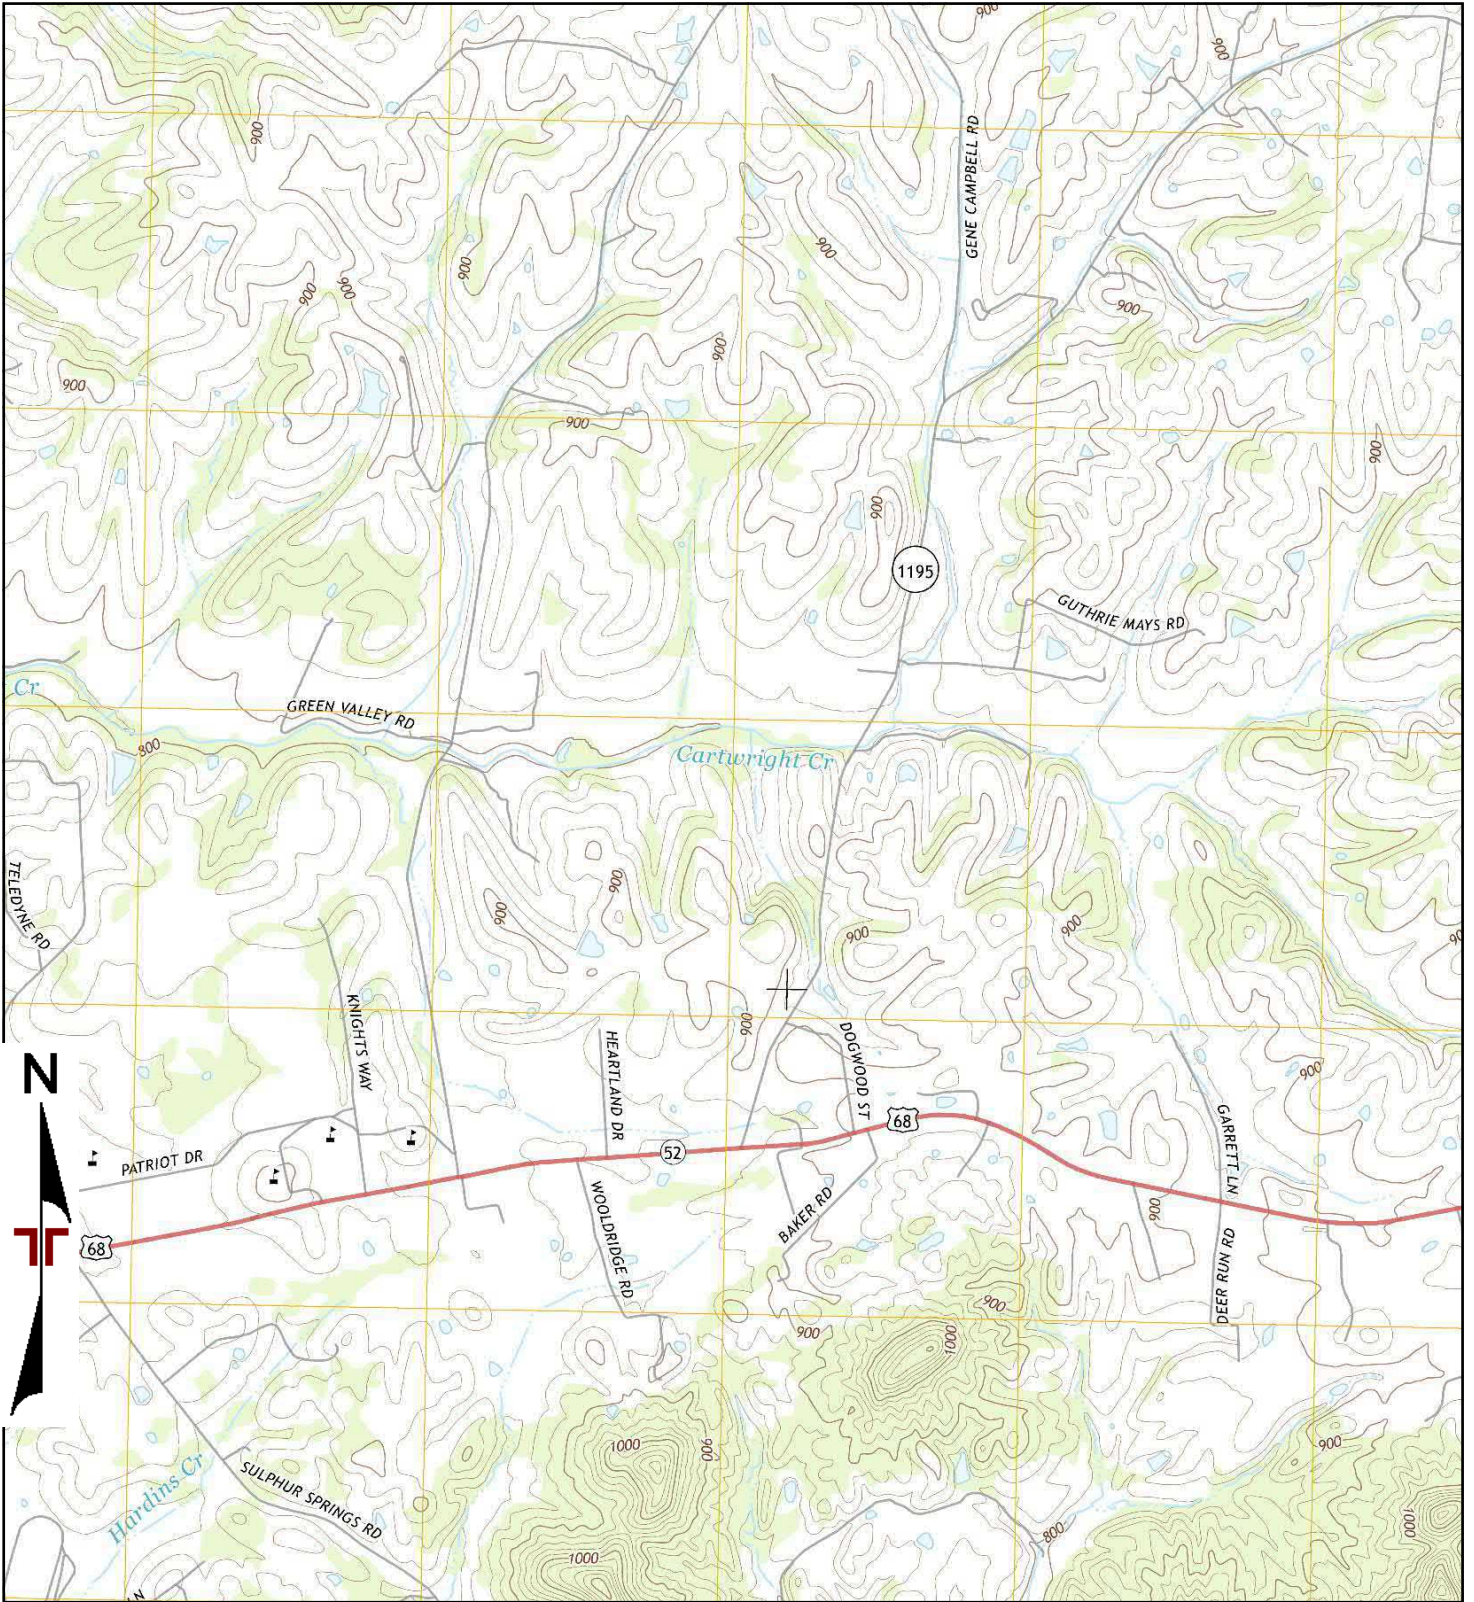 900
900
900
GENE CAMPBELL RD
900
900
900
900
900
900
900
900
900
900
900
1195
GUTHRIE MAYS RD
Cr
GREEN VALLEY RD
800
Cartwright Cr
TELEDYNE RD
900
900
900
900
KNIGHTS WAY
900
HEARTLAND DR
DOGWOOD ST
900
N
GARRETT LN
68
52
PATRIOT DR
WOOLDRIDGE RD
BAKER RD
900
DEER RUN RD
68
900
900
1000
1000
900
900
Hardins Cr
SULPHUR SPRINGS RD
1000
800
1000